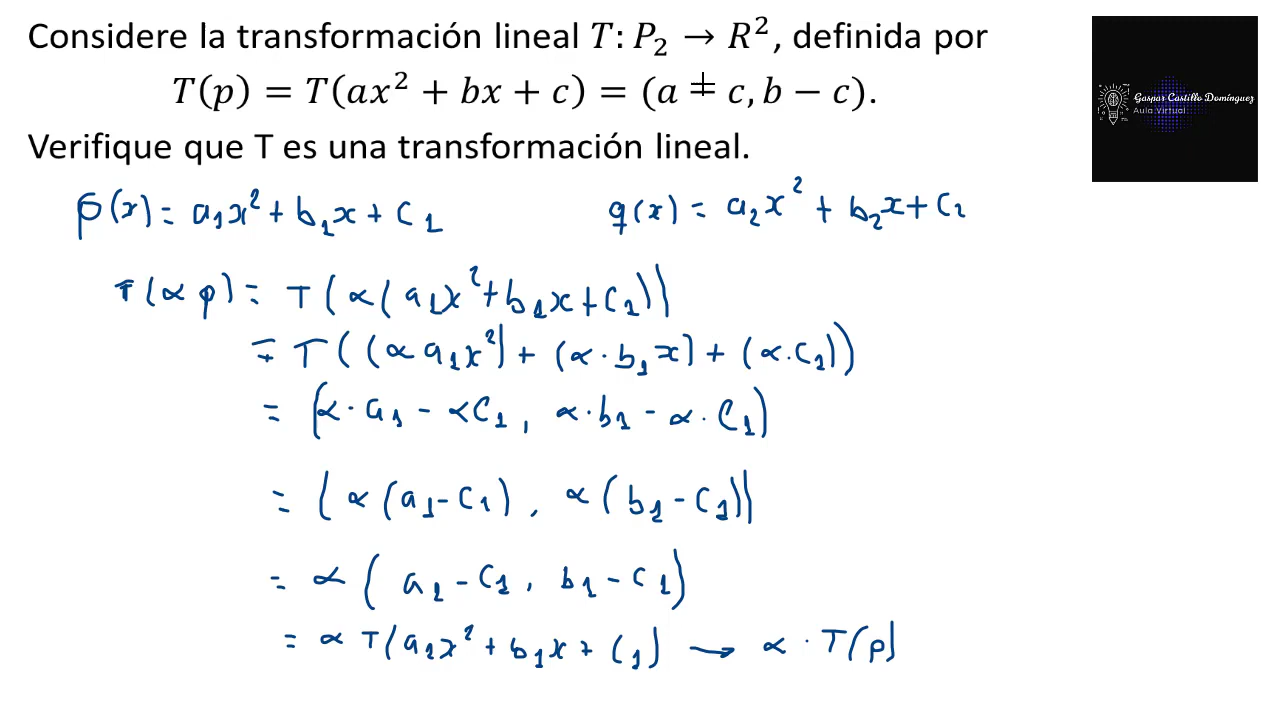 Considere la transformación lineal T: P₂ → R², definida por
T(p) = T(ax² + bx + c) = (a + c, b − c).
Verifique que T es una transformación lineal.
Gaspar Castillo Domínguez
Aula Virtual
p(x) = a₁x² + b₁x + c₁    q(x) = a₂x² + b₂x + c₂
T(α p) = T(α(a₁x² + b₁x + c₁))
= T((α a₁x²) + (α · b₁x) + (α · c₁))
= (α · a₁ − αc₁, α · b₁ − α · c₁)
= (α(a₁ − c₁), α(b₁ − c₁))
= α(a₁ − c₁, b₁ − c₁)
= α T(a₁x² + b₁x + c₁) → α · T(p)